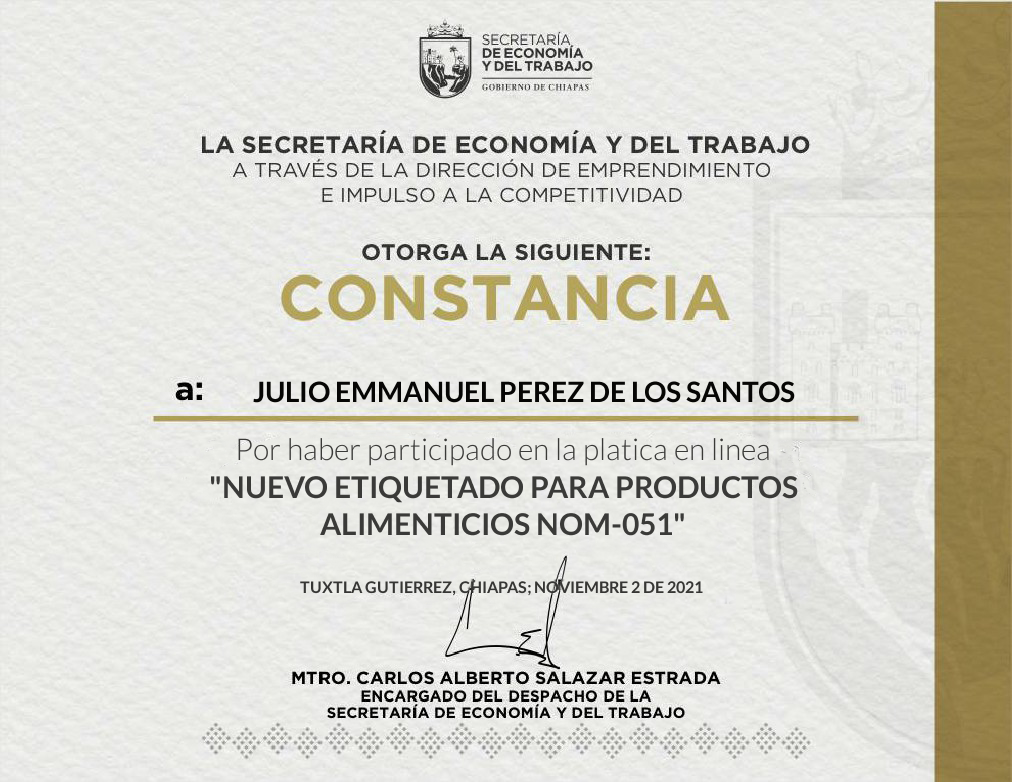 SECRETARÍA
DE ECONOMÍA
Y DEL TRABAJO
GOBIERNO DE CHIAPAS
LA SECRETARÍA DE ECONOMÍA Y DEL TRABAJO
A TRAVÉS DE LA DIRECCIÓN DE EMPRENDIMIENTO
E IMPULSO A LA COMPETITIVIDAD
OTORGA LA SIGUIENTE:
CONSTANCIA
a: JULIO EMMANUEL PEREZ DE LOS SANTOS
Por haber participado en la platica en linea
"NUEVO ETIQUETADO PARA PRODUCTOS
ALIMENTICIOS NOM-051"
TUXTLA GUTIERREZ, CHIAPAS; NOVIEMBRE 2 DE 2021
MTRO. CARLOS ALBERTO SALAZAR ESTRADA
ENCARGADO DEL DESPACHO DE LA
SECRETARÍA DE ECONOMÍA Y DEL TRABAJO